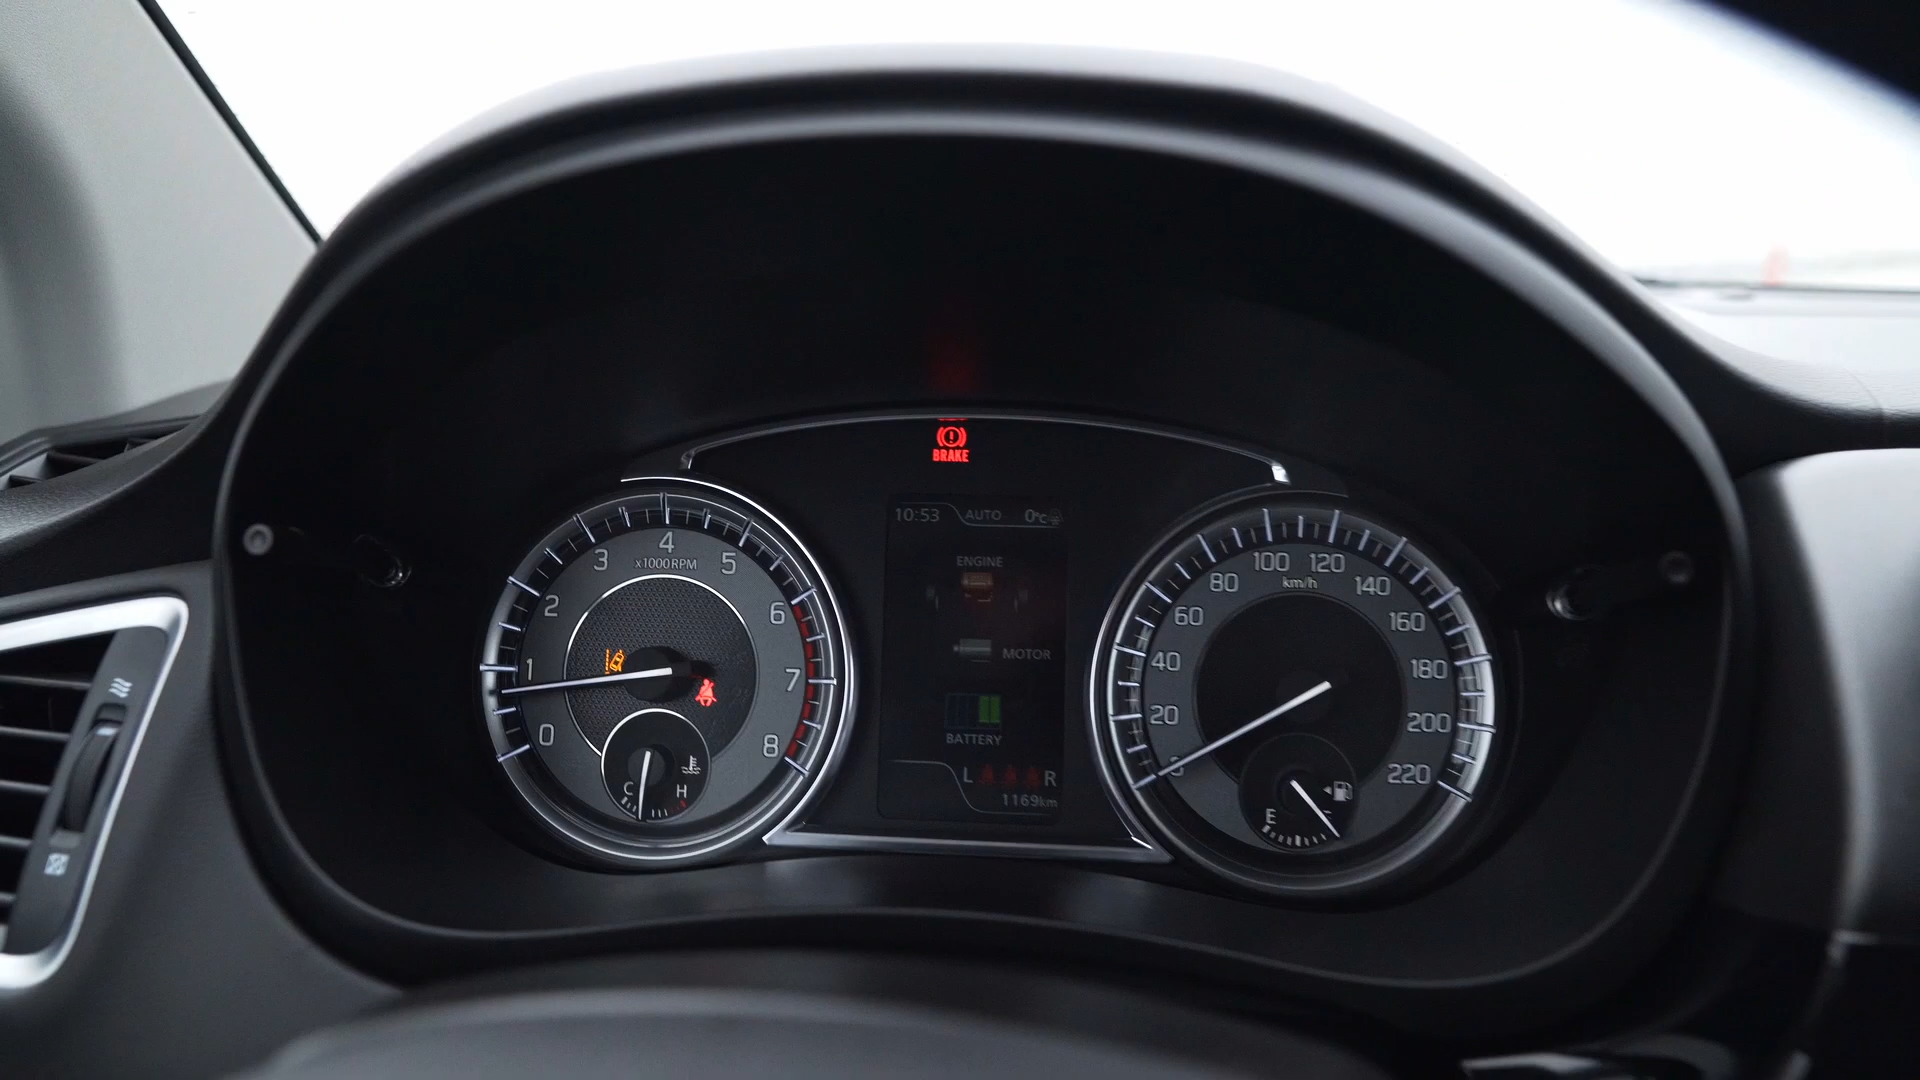 BRAKE
10:53 AUTO 0°C
ENGINE
MOTOR
BATTERY
L R
1169km
0 1 2 3 4 5 6 7 8
x1000RPM
C H
20 40 60 80 100 120 140 160 180 200 220
km/h
E